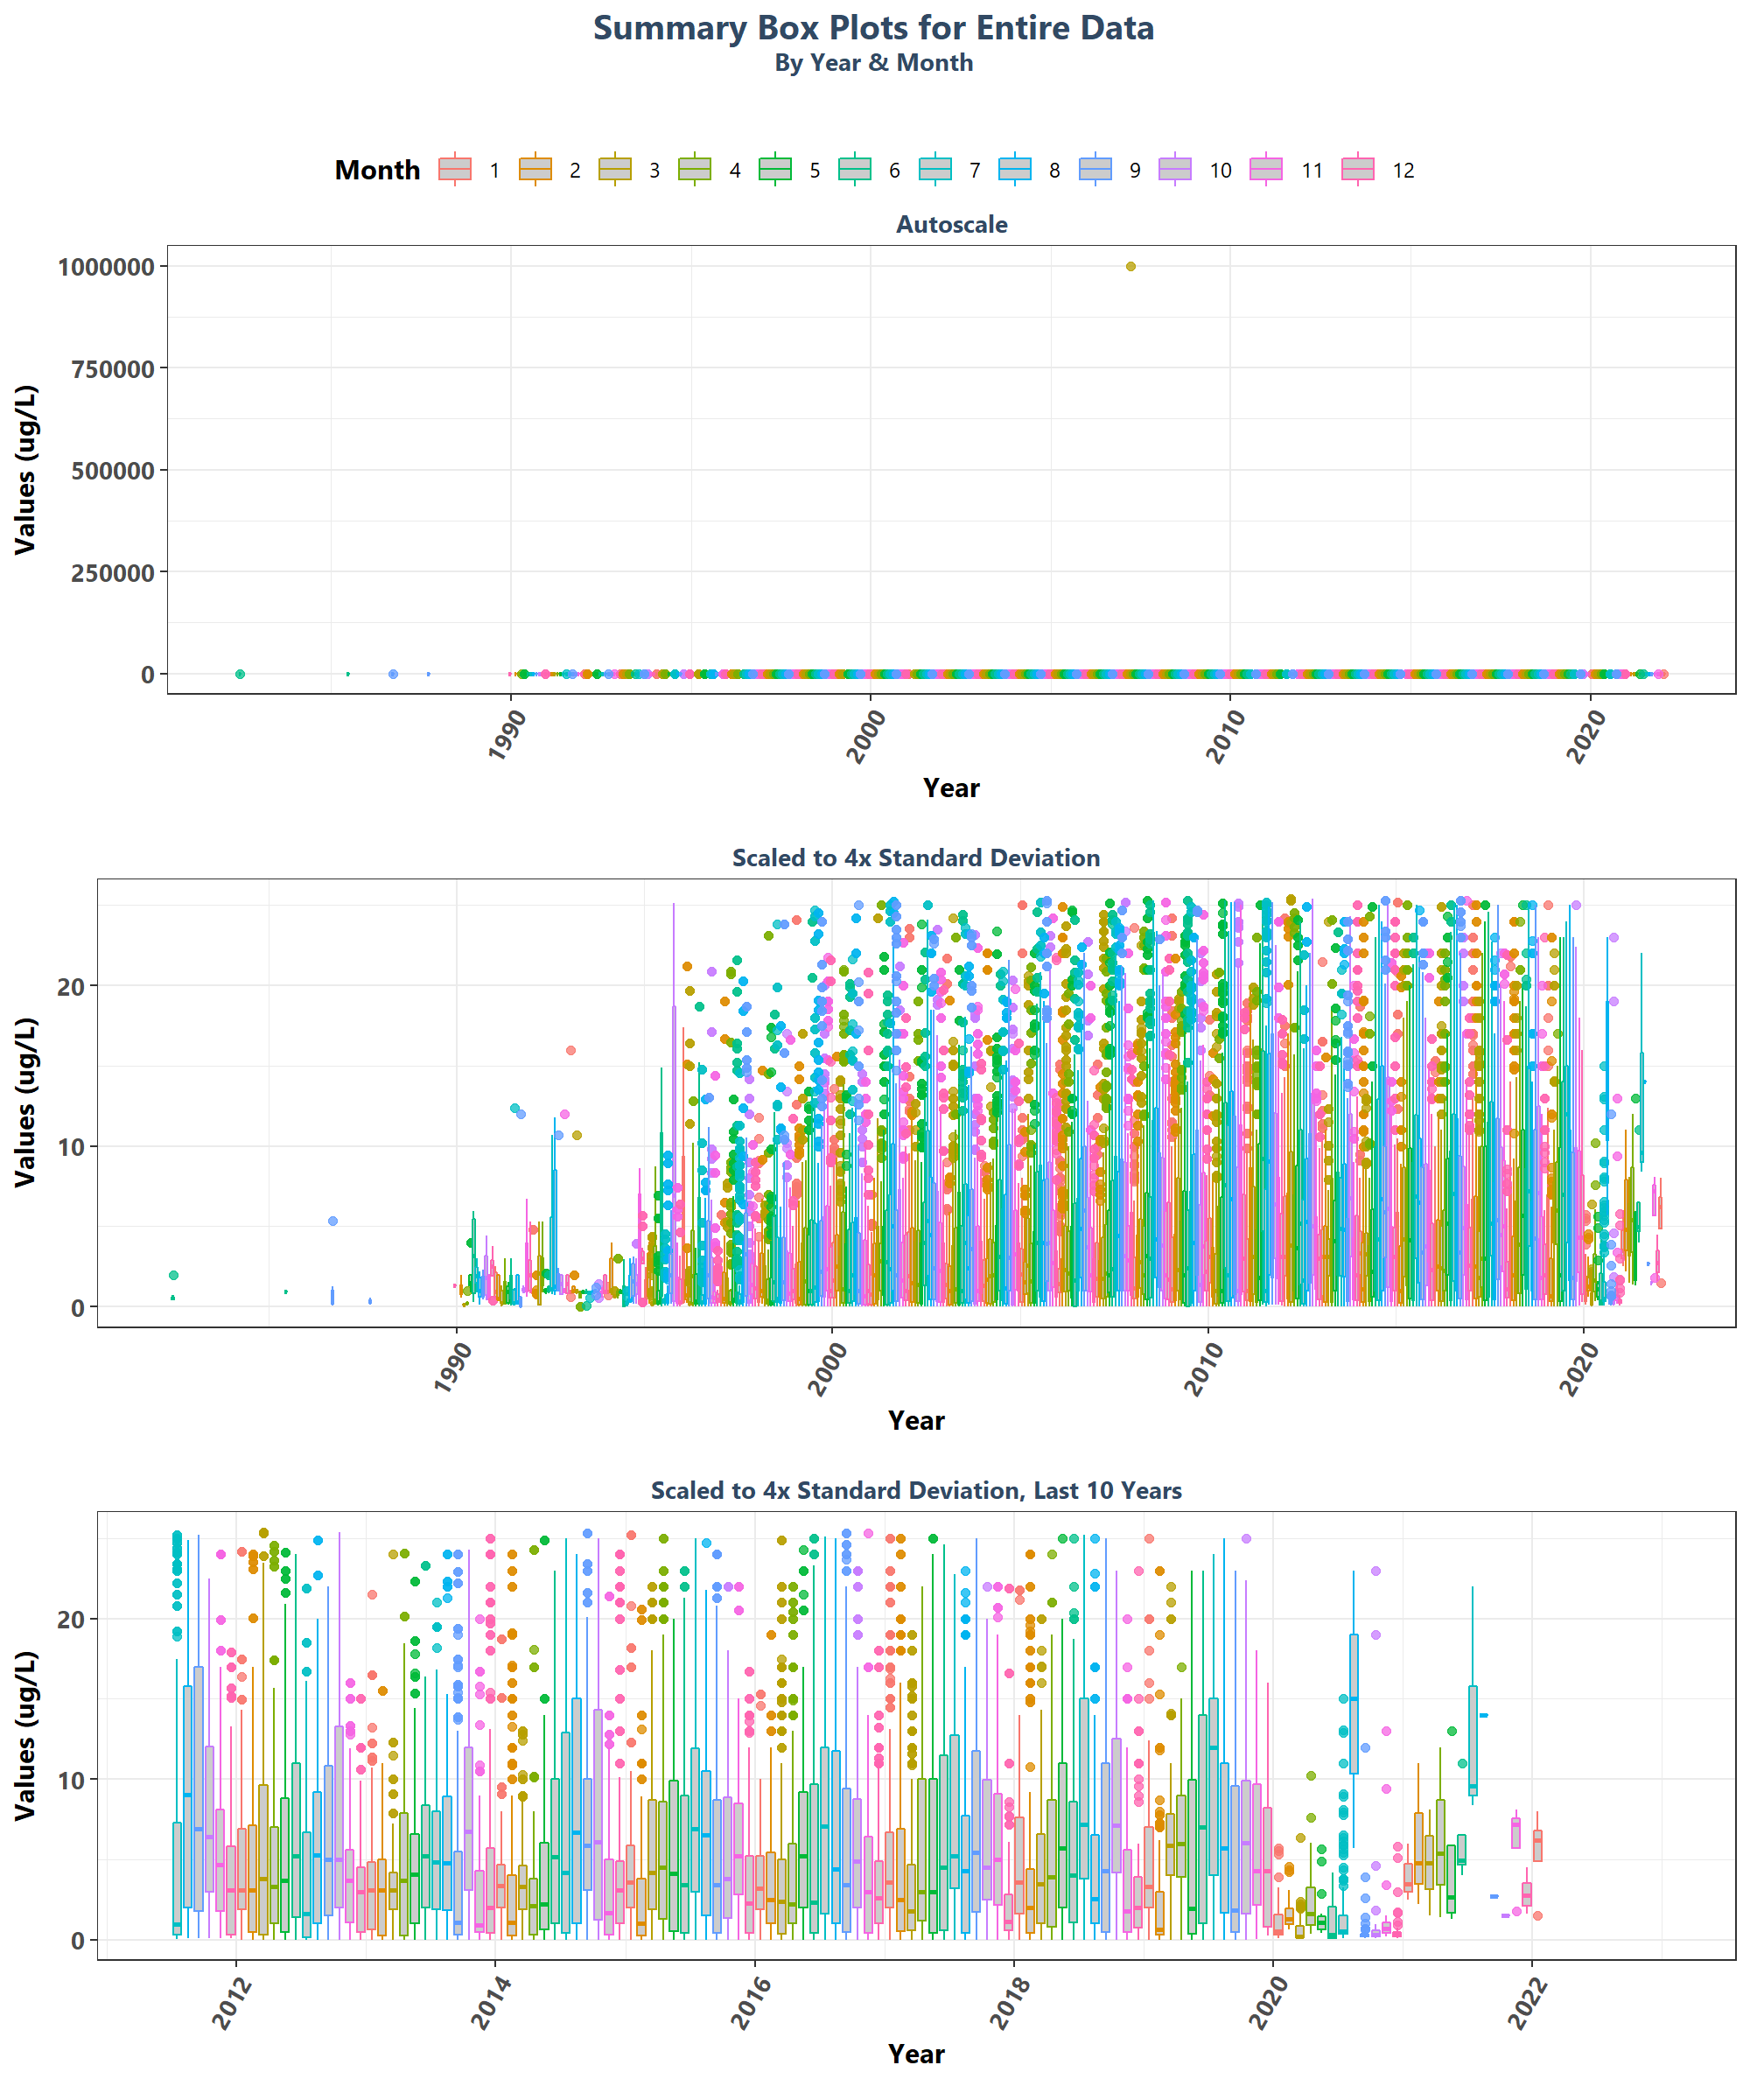 Summary Box Plots for Entire Data
By Year & Month
Month 1 2 3 4 5 6 7 8 9 10 11 12
Autoscale
Values (ug/L)
1000000
750000
500000
250000
0
1990 2000 2010 2020
Year
Scaled to 4x Standard Deviation
Values (ug/L)
20
10
0
1990 2000 2010 2020
Year
Scaled to 4x Standard Deviation, Last 10 Years
Values (ug/L)
20
10
0
2012 2014 2016 2018 2020 2022
Year